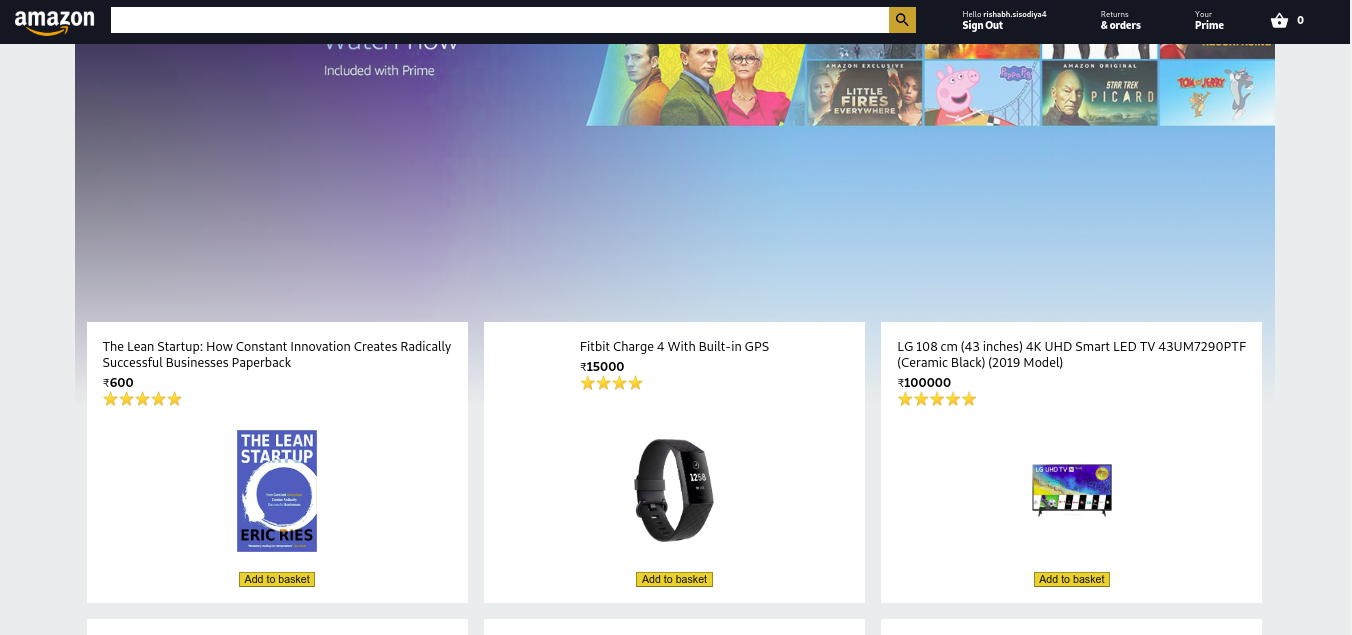 amazon
Hello rishabh.sisodiya4
Sign Out
Returns
& orders
Your
Prime
0
Watch now
Included with Prime
AMAZON EXCLUSIVE
LITTLE
FIRES
EVERYWHERE
Peppa Pig
AMAZON ORIGINAL
STAR TREK
PICARD
TOM and JERRY
The Lean Startup: How Constant Innovation Creates Radically
Successful Businesses Paperback
₹600
THE LEAN
STARTUP
ERIC RIES
Add to basket
Fitbit Charge 4 With Built-in GPS
₹15000
12:58
Add to basket
LG 108 cm (43 inches) 4K UHD Smart LED TV 43UM7290PTF
(Ceramic Black) (2019 Model)
₹100000
LG UHD TV
Add to basket